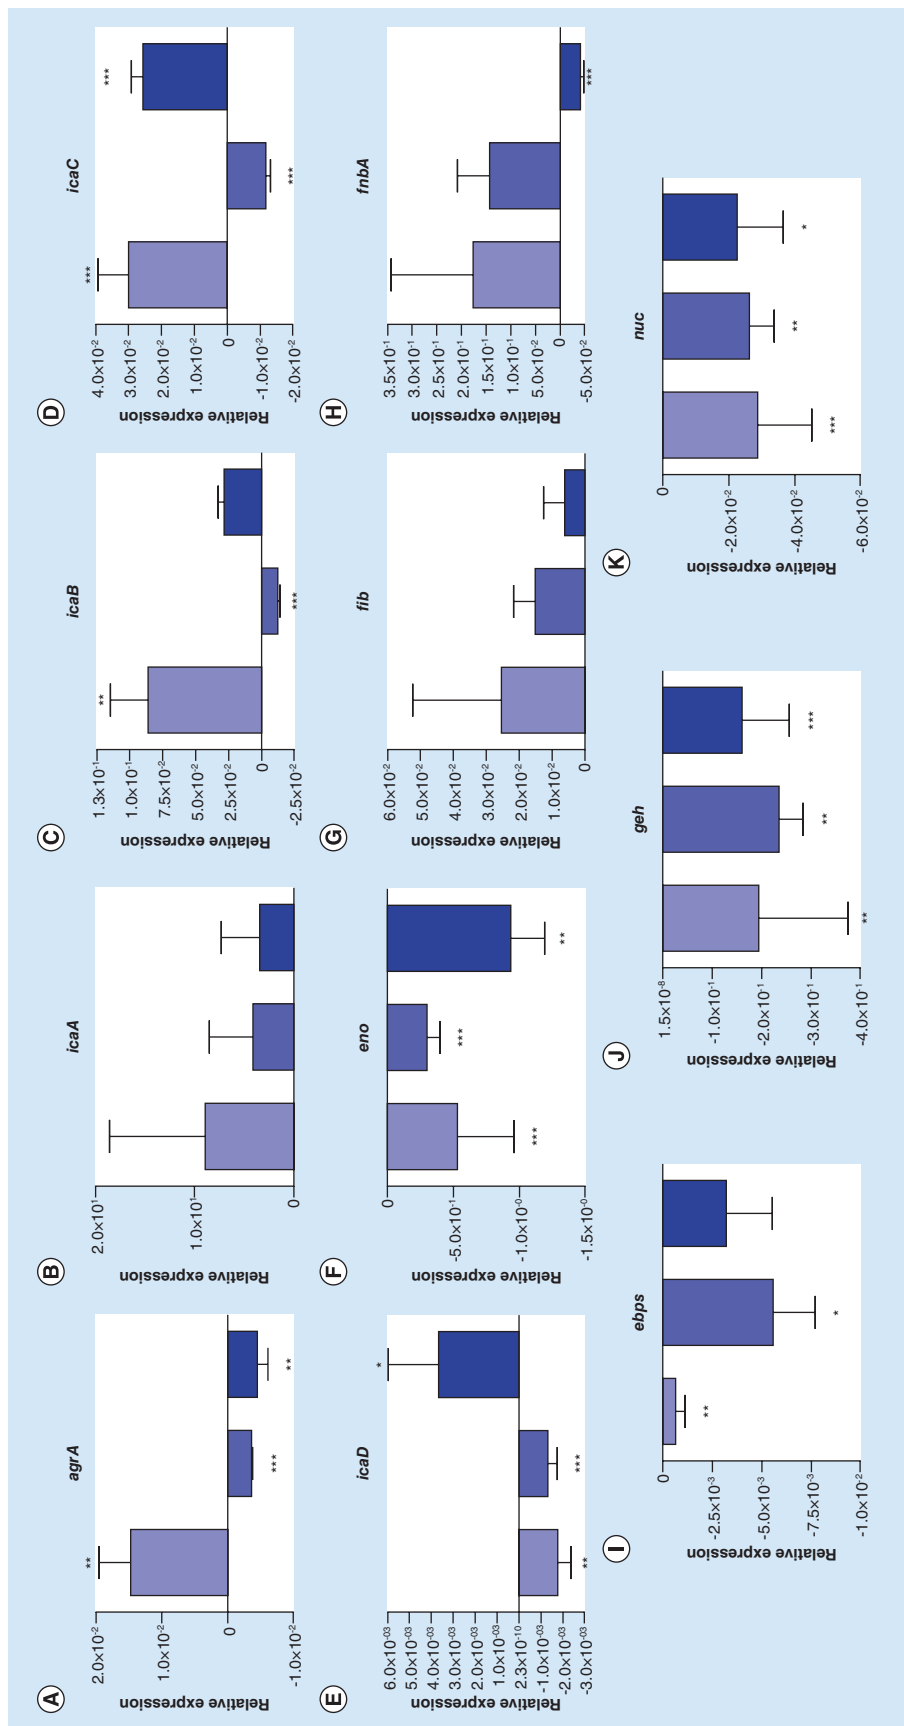 A
agrA
Relative expression
2.0×10⁻²
1.0×10⁻²
0
-1.0×10⁻²
**
***
**
B
icaA
Relative expression
2.0×10¹
1.0×10¹
0
C
icaB
Relative expression
1.3×10⁻¹
1.0×10⁻¹
7.5×10⁻²
5.0×10⁻²
2.5×10⁻²
0
-2.5×10⁻²
**
***
D
icaC
Relative expression
4.0×10⁻²
3.0×10⁻²
2.0×10⁻²
1.0×10⁻²
0
-1.0×10⁻²
-2.0×10⁻²
***
***
***
E
icaD
Relative expression
6.0×10⁻⁰³
5.0×10⁻⁰³
4.0×10⁻⁰³
3.0×10⁻⁰³
2.0×10⁻⁰³
1.0×10⁻⁰³
2.3×10⁻¹⁰
-1.0×10⁻⁰³
-2.0×10⁻⁰³
-3.0×10⁻⁰³
**
***
*
F
eno
Relative expression
0
-5.0×10⁻¹
-1.0×10⁻⁰
-1.5×10⁻⁰
***
***
**
G
fib
Relative expression
6.0×10⁻²
5.0×10⁻²
4.0×10⁻²
3.0×10⁻²
2.0×10⁻²
1.0×10⁻²
0
H
fnbA
Relative expression
3.5×10⁻¹
3.0×10⁻¹
2.5×10⁻¹
2.0×10⁻¹
1.5×10⁻¹
1.0×10⁻¹
5.0×10⁻²
0
-5.0×10⁻²
***
I
ebps
Relative expression
0
-2.5×10⁻³
-5.0×10⁻³
-7.5×10⁻³
-1.0×10⁻²
**
*
J
geh
Relative expression
1.5×10⁻⁸
-1.0×10⁻¹
-2.0×10⁻¹
-3.0×10⁻¹
-4.0×10⁻¹
**
**
***
K
nuc
Relative expression
0
-2.0×10⁻²
-4.0×10⁻²
-6.0×10⁻²
***
**
*